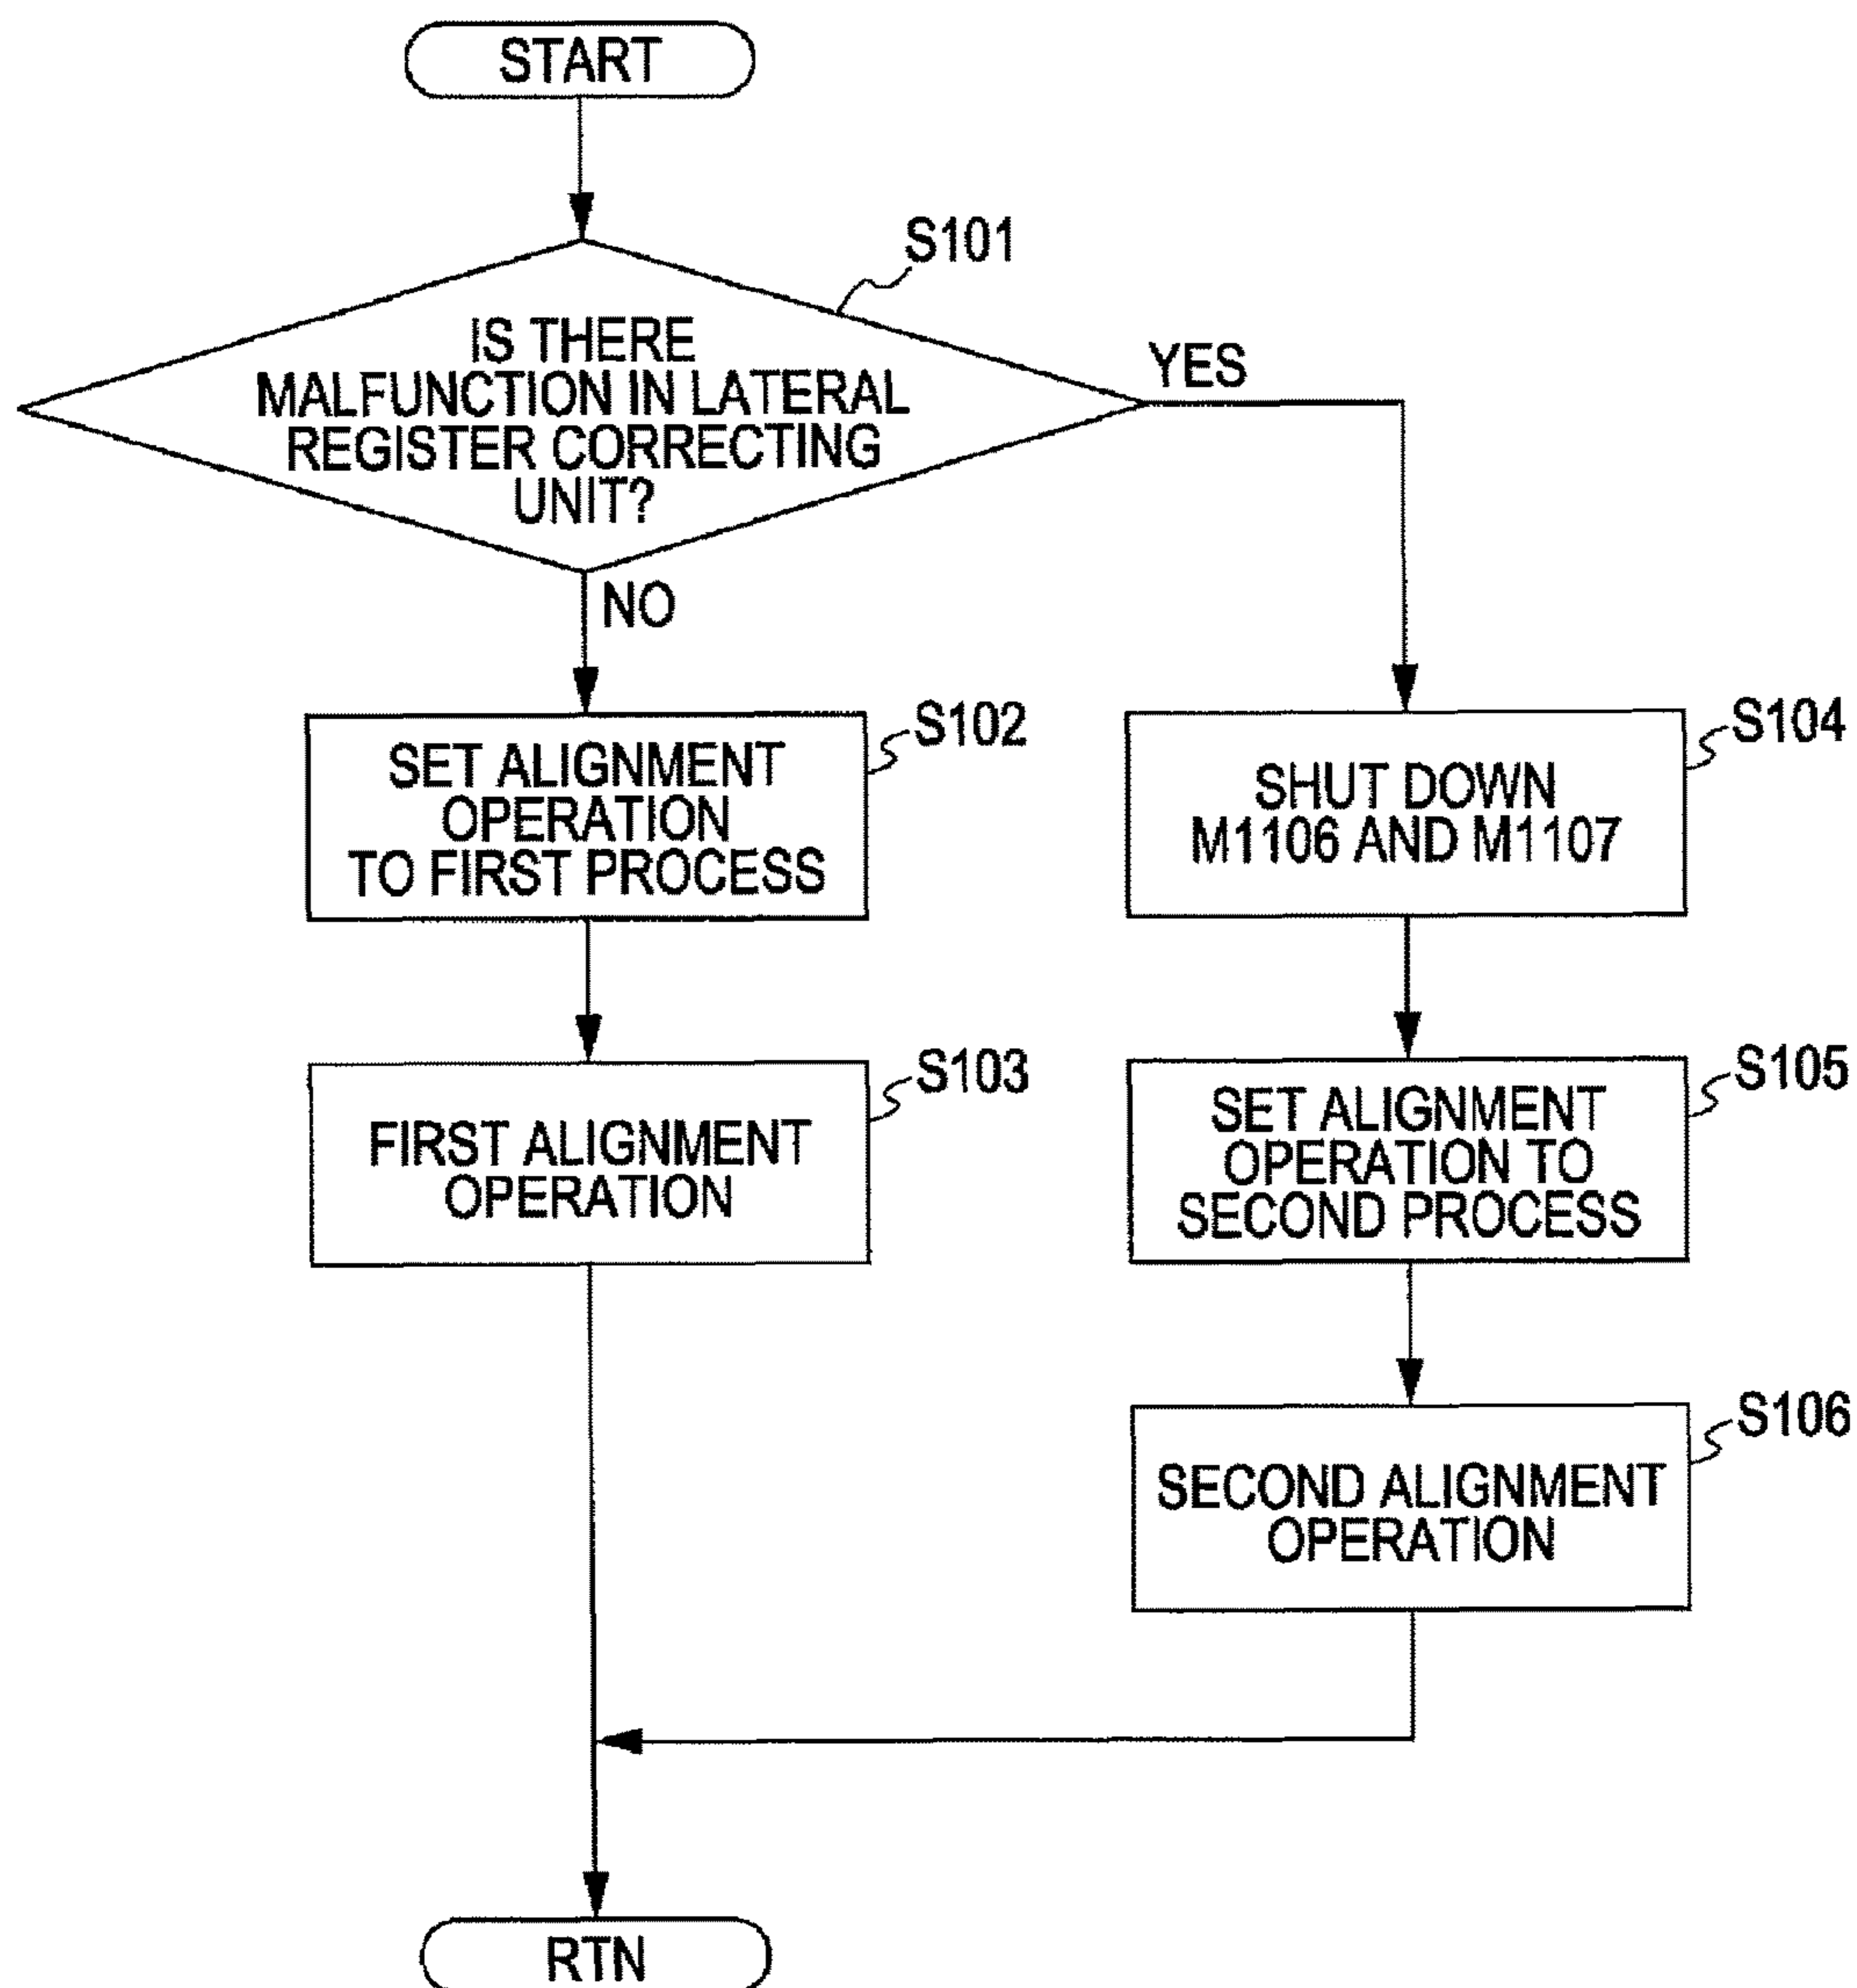 START
S101
IS THERE
MALFUNCTION IN LATERAL
REGISTER CORRECTING
UNIT?
YES
NO
S102
SET ALIGNMENT
OPERATION
TO FIRST PROCESS
S104
SHUT DOWN
M1106 AND M1107
S103
FIRST ALIGNMENT
OPERATION
S105
SET ALIGNMENT
OPERATION TO
SECOND PROCESS
S106
SECOND ALIGNMENT
OPERATION
RTN